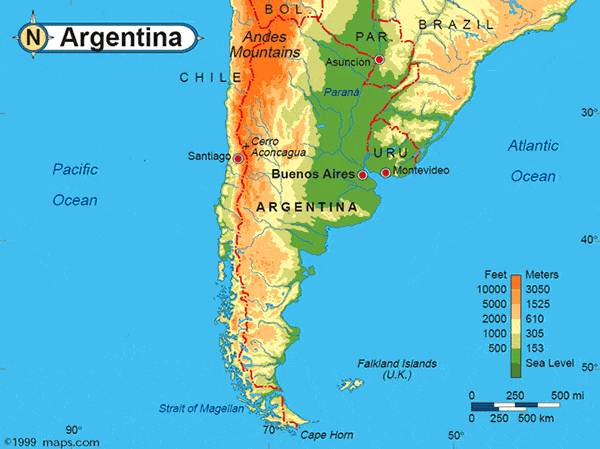 N
Argentina
BOL
PAR
BRAZIL
Andes
Mountains
Asuncion
CHILE
Paraná
Cerro
Aconcagua
Santiago
URU
Buenos Aires
Montevideo
ARGENTINA
Pacific
Ocean
Atlantic
Ocean
30°
40°
50°
Feet Meters
10000 3050
5000 1525
2000 610
1000 305
500 153
Sea Level
Falkland Islands
(U.K.)
Strait of Magellan
Cape Horn
0 250 500 mi
0 250 500 km
90°
70°
50°
©1999 maps.com